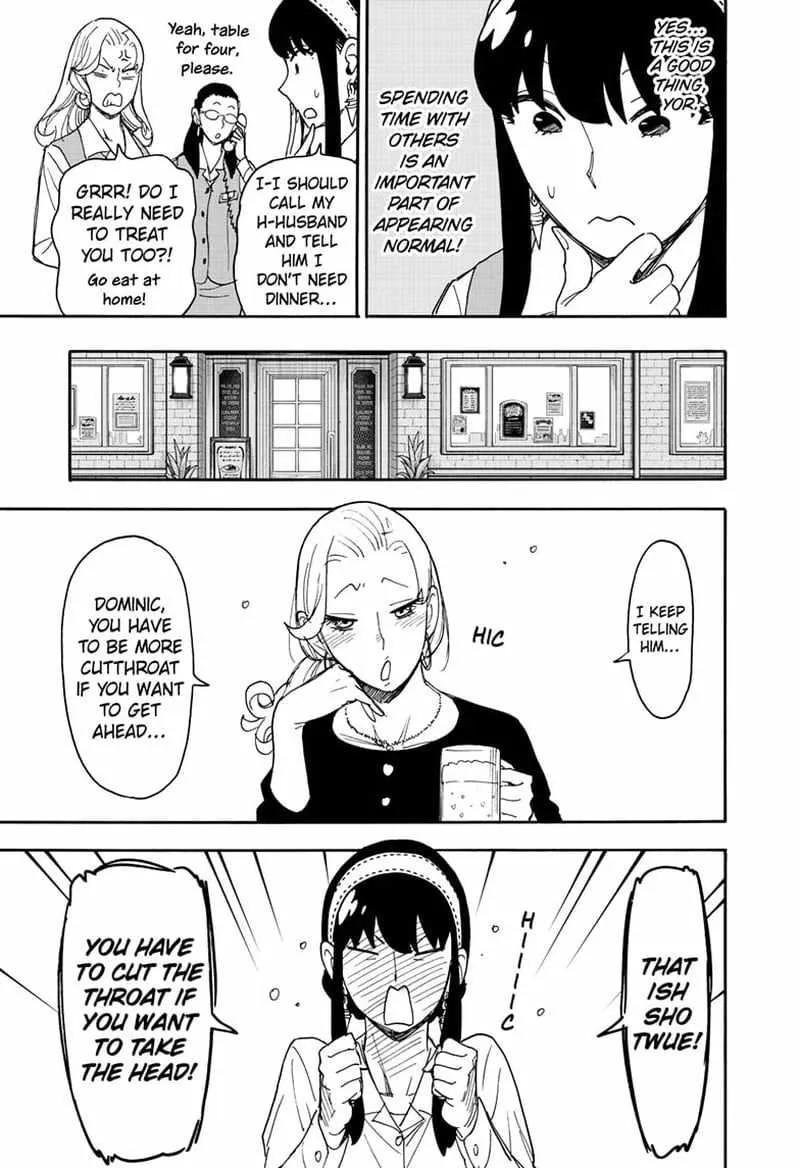 YES...
THIS IS
A GOOD
THING,
YOR.
SPENDING
TIME WITH
OTHERS
IS AN
IMPORTANT
PART OF
APPEARING
NORMAL!
I-I SHOULD
CALL MY
H-HUSBAND
AND TELL
HIM I
DON'T NEED
DINNER...
Yeah, table
for four,
please.
GRRR! DO I
REALLY NEED
TO TREAT
YOU TOO?!
Go eat at
home!
I KEEP
TELLING
HIM...
HIC
DOMINIC,
YOU HAVE
TO BE MORE
CUTTHROAT
IF YOU WANT
TO GET
AHEAD...
THAT
ISH
SHO
TWUE!
HIIIIC
YOU HAVE
TO CUT THE
THROAT IF
YOU WANT
TO TAKE
THE HEAD!